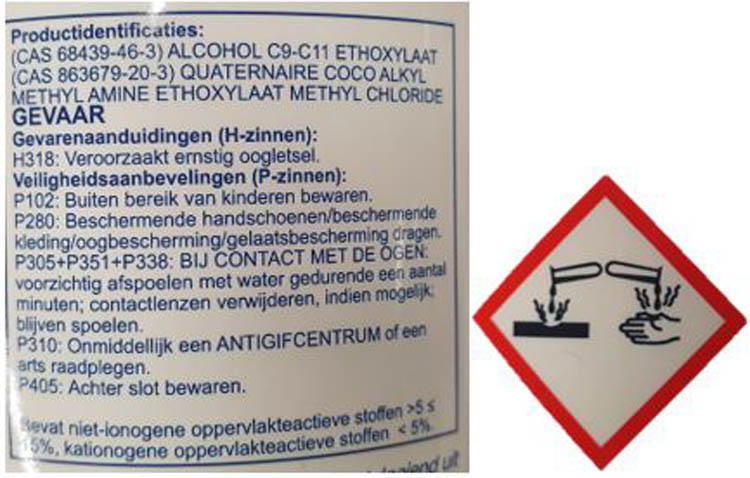 Productidentificaties:
(CAS 68439-46-3) ALCOHOL C9-C11 ETHOXYLAAT
(CAS 863679-20-3) QUATERNAIRE COCO ALKYL
METHYL AMINE ETHOXYLAAT METHYL CHLORIDE
GEVAAR
Gevarenaanduidingen (H-zinnen):
H318: Veroorzaakt ernstig oogletsel.
Veiligheidsaanbevelingen (P-zinnen):
P102: Buiten bereik van kinderen bewaren.
P280: Beschermende handschoenen/beschermende
kleding/oogbescherming/gelaatsbescherming dragen.
P305+P351+P338: BIJ CONTACT MET DE OGEN:
voorzichtig afspoelen met water gedurende een aantal
minuten; contactlenzen verwijderen, indien mogelijk;
blijven spoelen.
P310: Onmiddellijk een ANTIGIFCENTRUM of een
arts raadplegen.
P405: Achter slot bewaren.
Bevat niet-ionogene oppervlakteactieve stoffen >5 ≤
15%, kationogene oppervlakteactieve stoffen < 5%.
uit